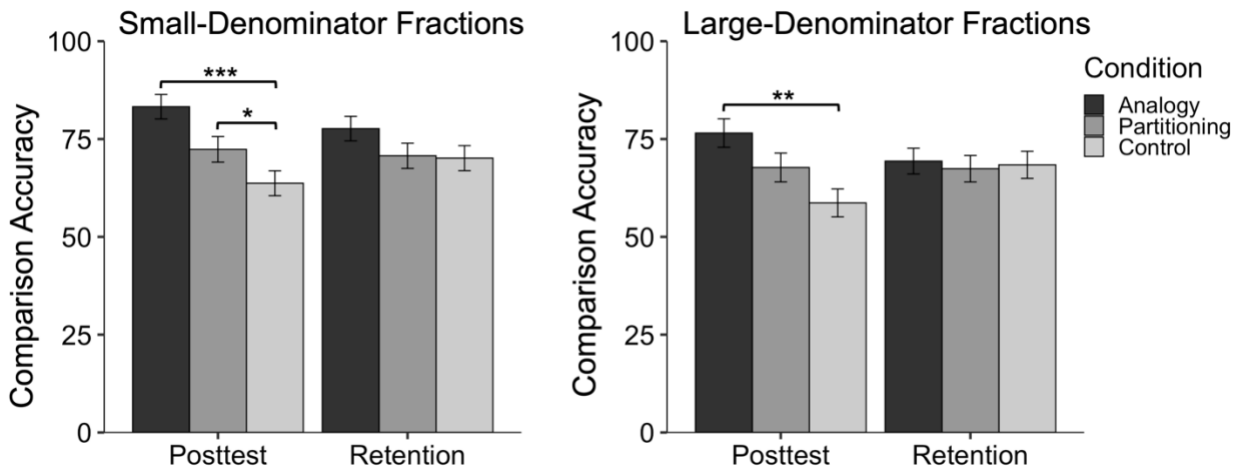 Small-Denominator Fractions
Comparison Accuracy
100
75
50
25
0
***
*
Posttest
Retention
Large-Denominator Fractions
Comparison Accuracy
100
75
50
25
0
**
Posttest
Retention
Condition
Analogy
Partitioning
Control